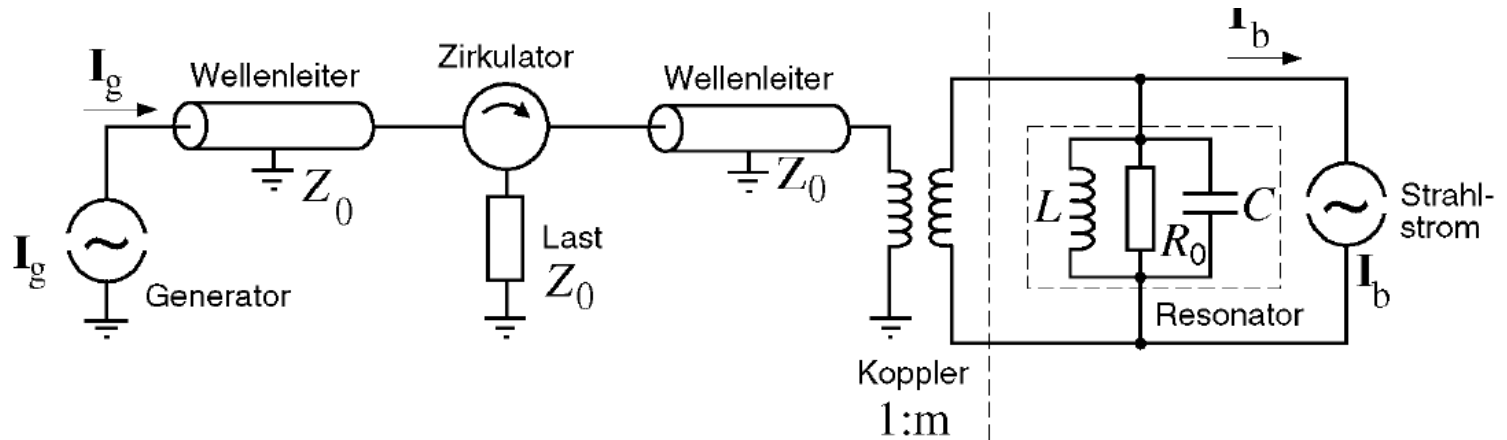 I_b
I_g
Wellenleiter
Zirkulator
Wellenleiter
Z_0
Z_0
L
R_0
C
Strahl-
strom
I_g
Last
Z_0
Generator
I_b
Resonator
Koppler
1:m